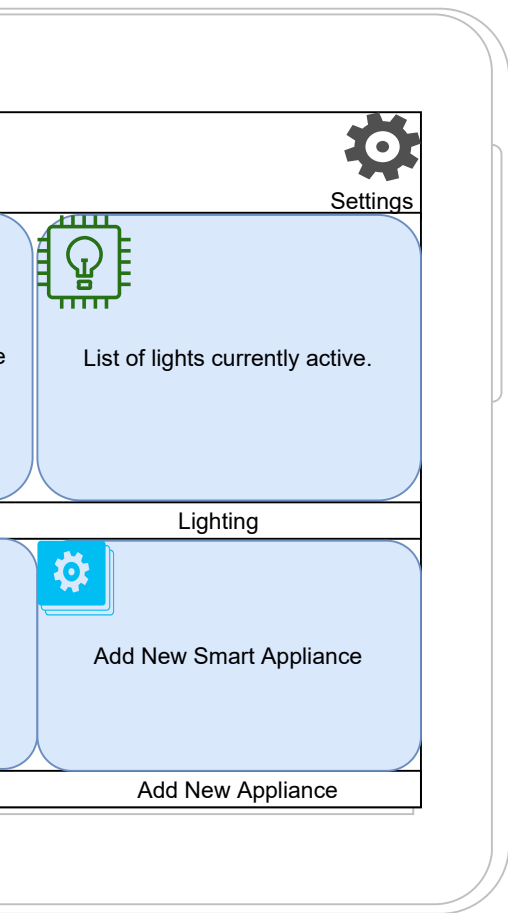 Settings
e
List of lights currently active.
Lighting
Add New Smart Appliance
Add New Appliance